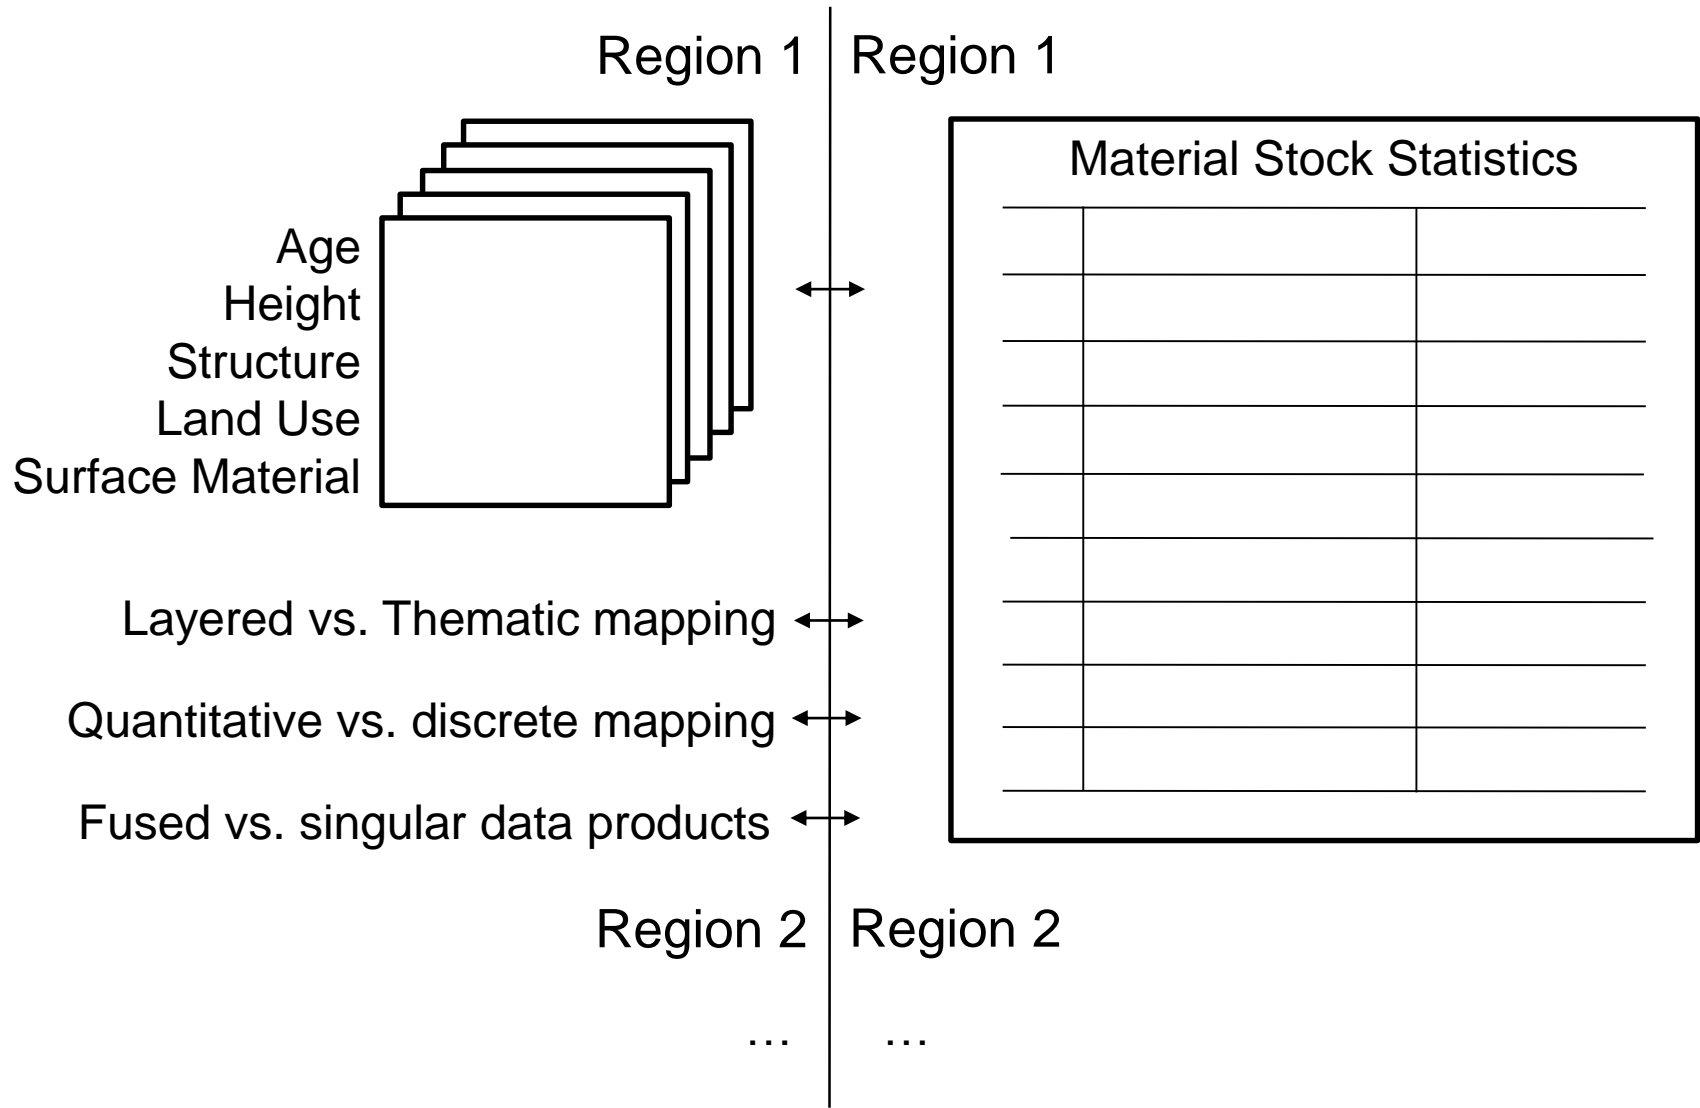 Region 1
Region 1
Material Stock Statistics
Age
Height
Structure
Land Use
Surface Material
Layered vs. Thematic mapping
Quantitative vs. discrete mapping
Fused vs. singular data products
Region 2
Region 2
…
…